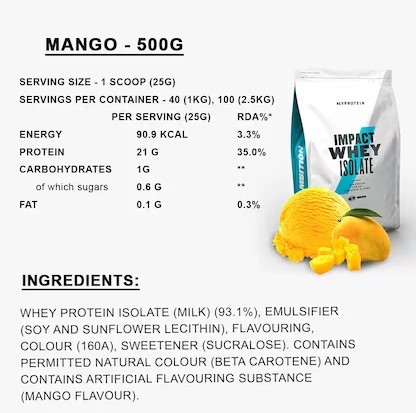 MANGO - 500G
SERVING SIZE - 1 SCOOP (25G)
SERVINGS PER CONTAINER - 40 (1KG), 100 (2.5KG)
PER SERVING (25G) RDA%*
ENERGY 90.9 KCAL 3.3%
PROTEIN 21 G 35.0%
CARBOHYDRATES 1G **
of which sugars 0.6 G **
FAT 0.1 G 0.3%
MYPROTEIN
IMPACT
WHEY
ISOLATE
INGREDIENTS:
WHEY PROTEIN ISOLATE (MILK) (93.1%), EMULSIFIER
(SOY AND SUNFLOWER LECITHIN), FLAVOURING,
COLOUR (160A), SWEETENER (SUCRALOSE). CONTAINS
PERMITTED NATURAL COLOUR (BETA CAROTENE) AND
CONTAINS ARTIFICIAL FLAVOURING SUBSTANCE
(MANGO FLAVOUR).